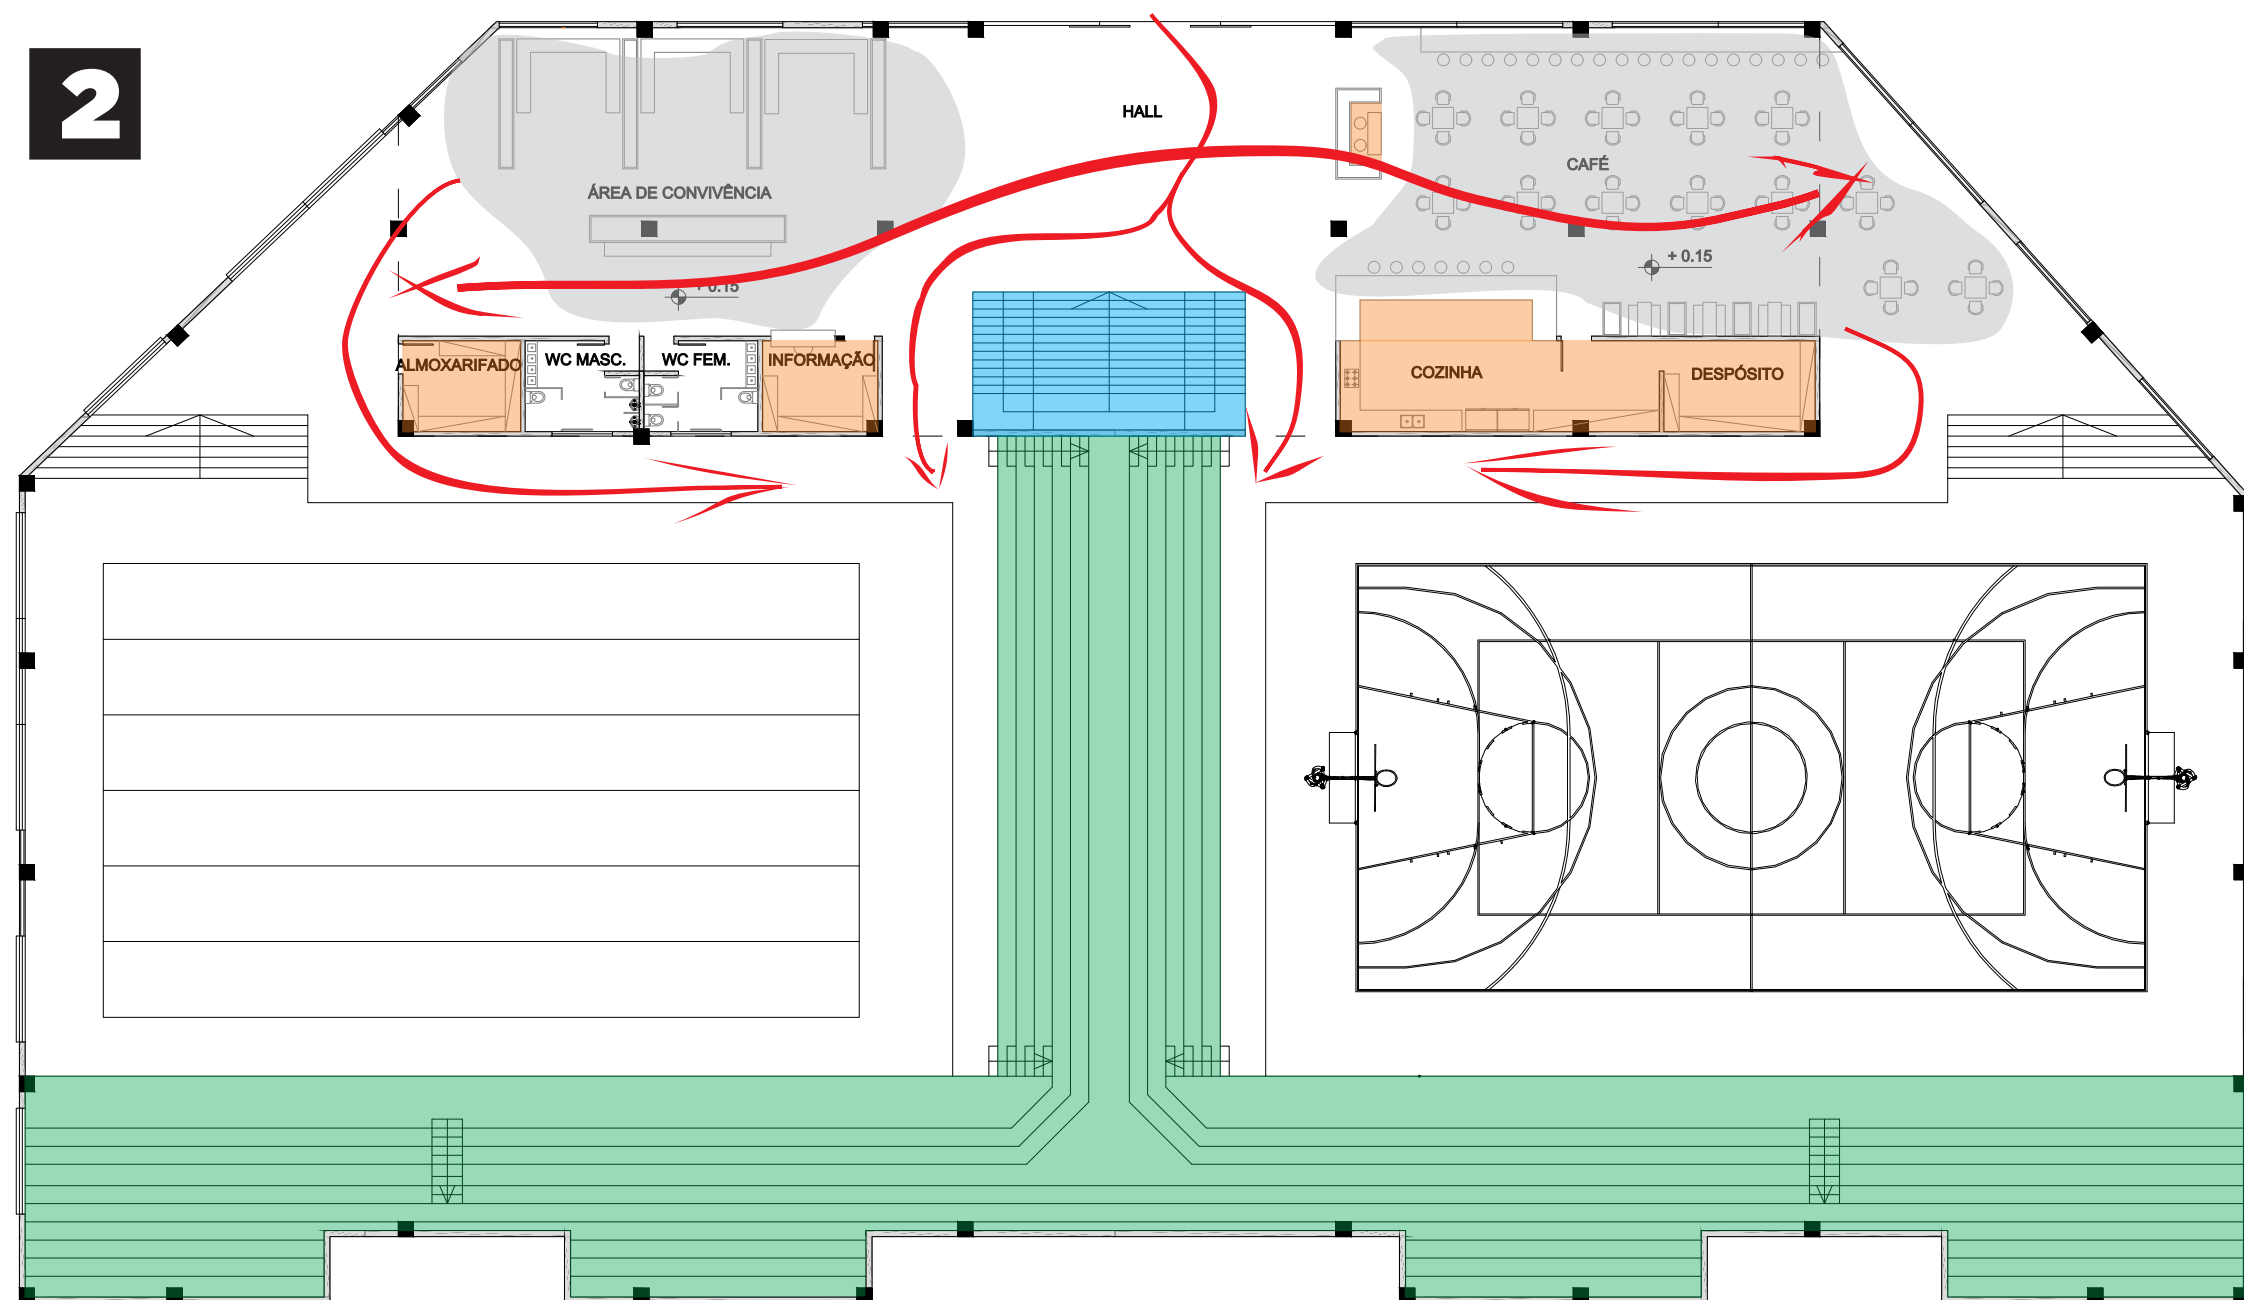 2
HALL
CAFÉ
ÁREA DE CONVIVÊNCIA
+ 0.15
+ 0.15
ALMOXARIFADO
WC MASC.
WC FEM.
INFORMAÇÃO
COZINHA
DESPÓSITO